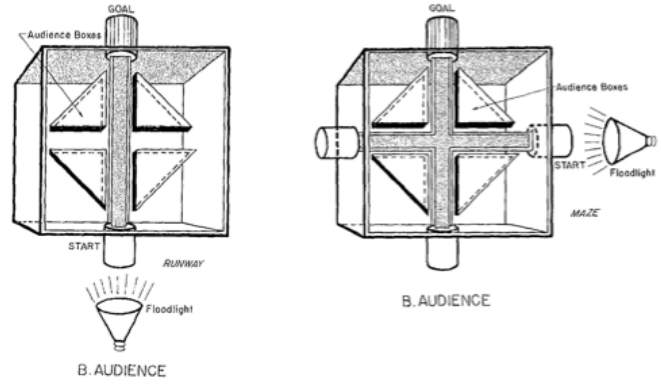 GOAL
Audience Boxes
START
RUNWAY
Floodlight
B. AUDIENCE
GOAL
Audience Boxes
START
Floodlight
MAZE
B. AUDIENCE